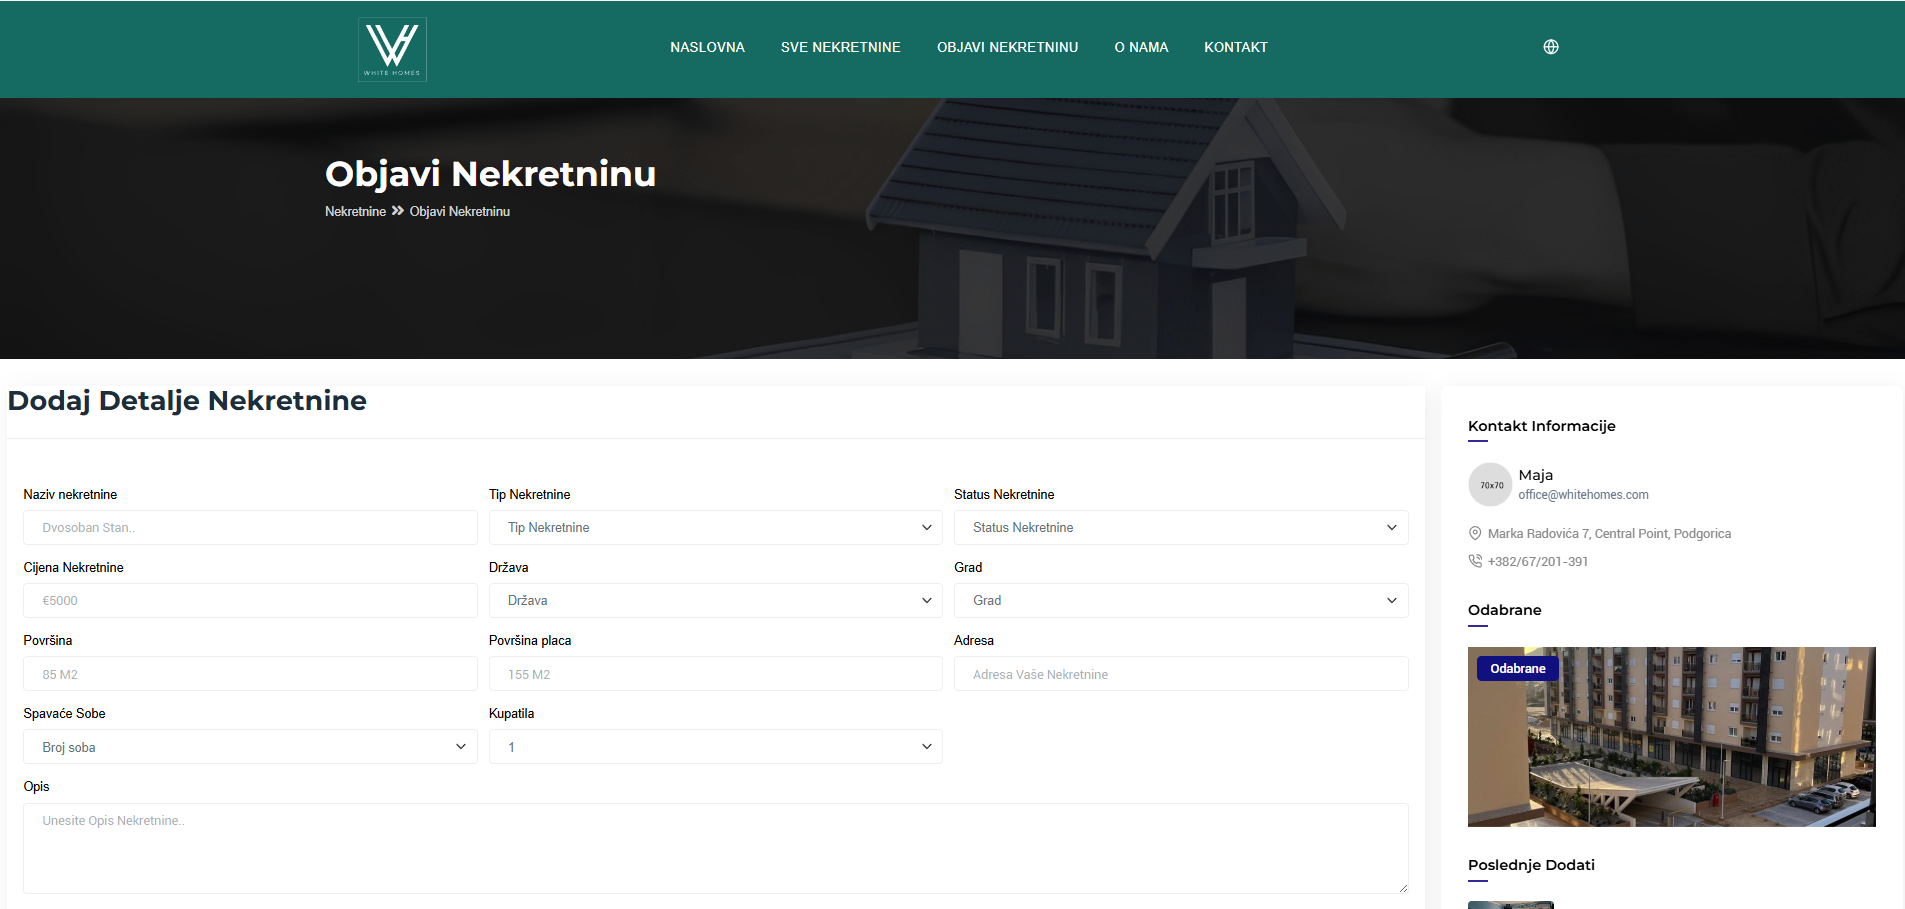 WHITE HOMES
NASLOVNA SVE NEKRETNINE OBJAVI NEKRETNINU O NAMA KONTAKT
Objavi Nekretninu
Nekretnine » Objavi Nekretninu
Dodaj Detalje Nekretnine
Naziv nekretnine Tip Nekretnine Status Nekretnine
Dvosoban Stan.. Tip Nekretnine Status Nekretnine
Cijena Nekretnine Država Grad
€5000 Država Grad
Površina Površina placa Adresa
85 M2 155 M2 Adresa Vaše Nekretnine
Spavaće Sobe Kupatila
Broj soba 1
Opis
Unesite Opis Nekretnine..
Kontakt Informacije
70x70
Maja
office@whitehomes.com
Marka Radovića 7, Central Point, Podgorica
+382/67/201-391
Odabrane
Odabrane
Poslednje Dodati